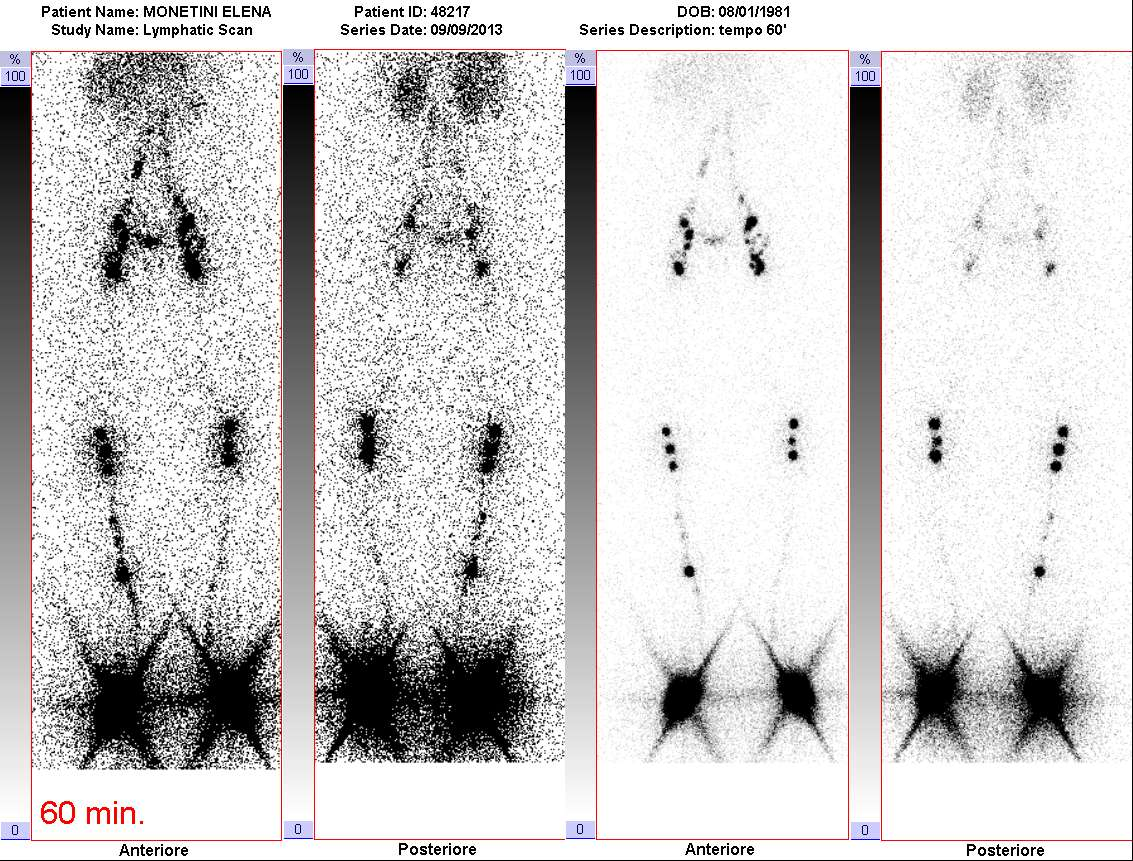 Patient Name: MONETINI ELENA
Patient ID: 48217
DOB: 08/01/1981
Study Name: Lymphatic Scan
Series Date: 09/09/2013
Series Description: tempo 60'
%
100
0
%
100
0
%
100
0
%
100
0
60 min.
Anteriore
Posteriore
Anteriore
Posteriore